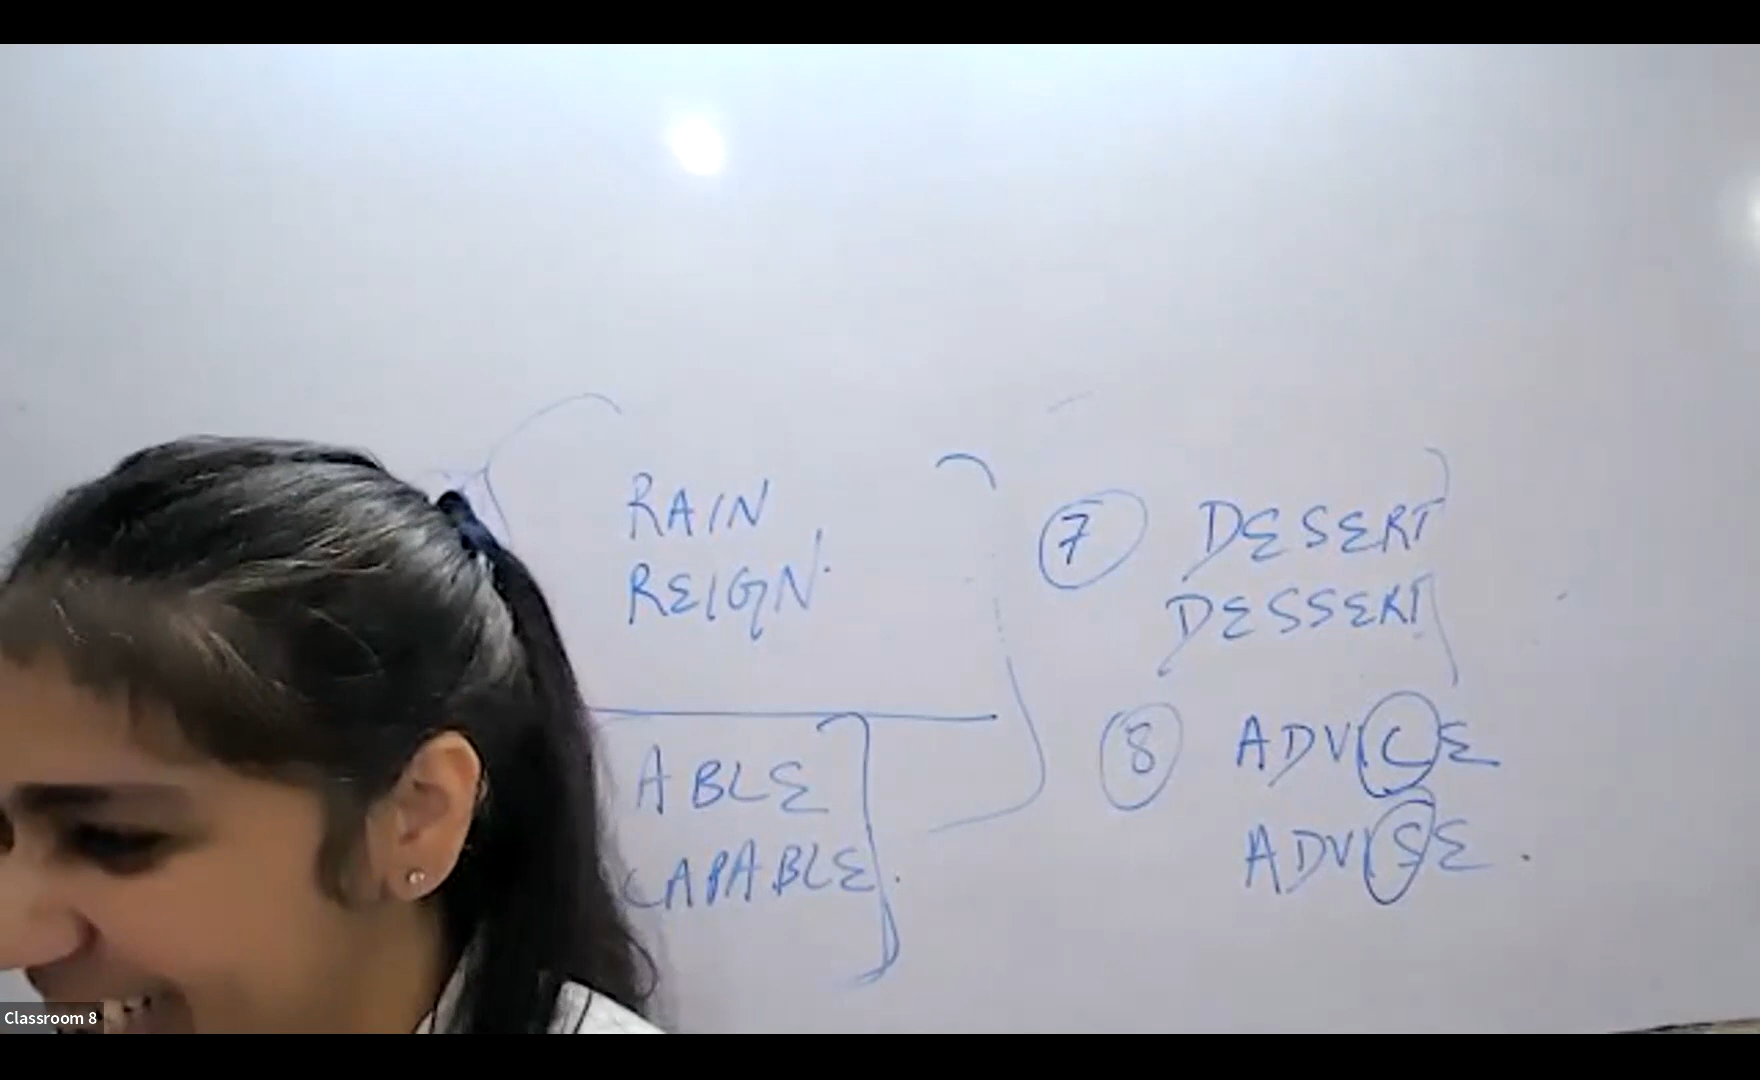 RAIN
REIGN.
ABLE
CAPABLE.
7 DESERT
DESSERT
8 ADVICE
ADVISE.
Classroom 8